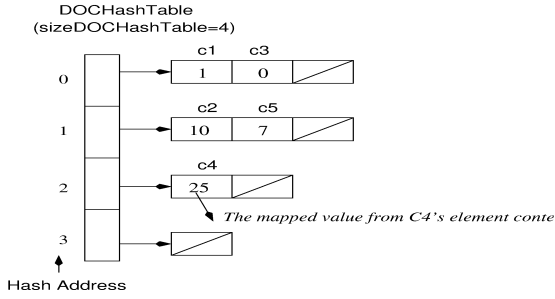 DOCHashTable
(sizeDOCHashTable=4)
c1 c3
0 1 0
c2 c5
1 10 7
c4
2 25
The mapped value from C4's element conte
3
Hash Address